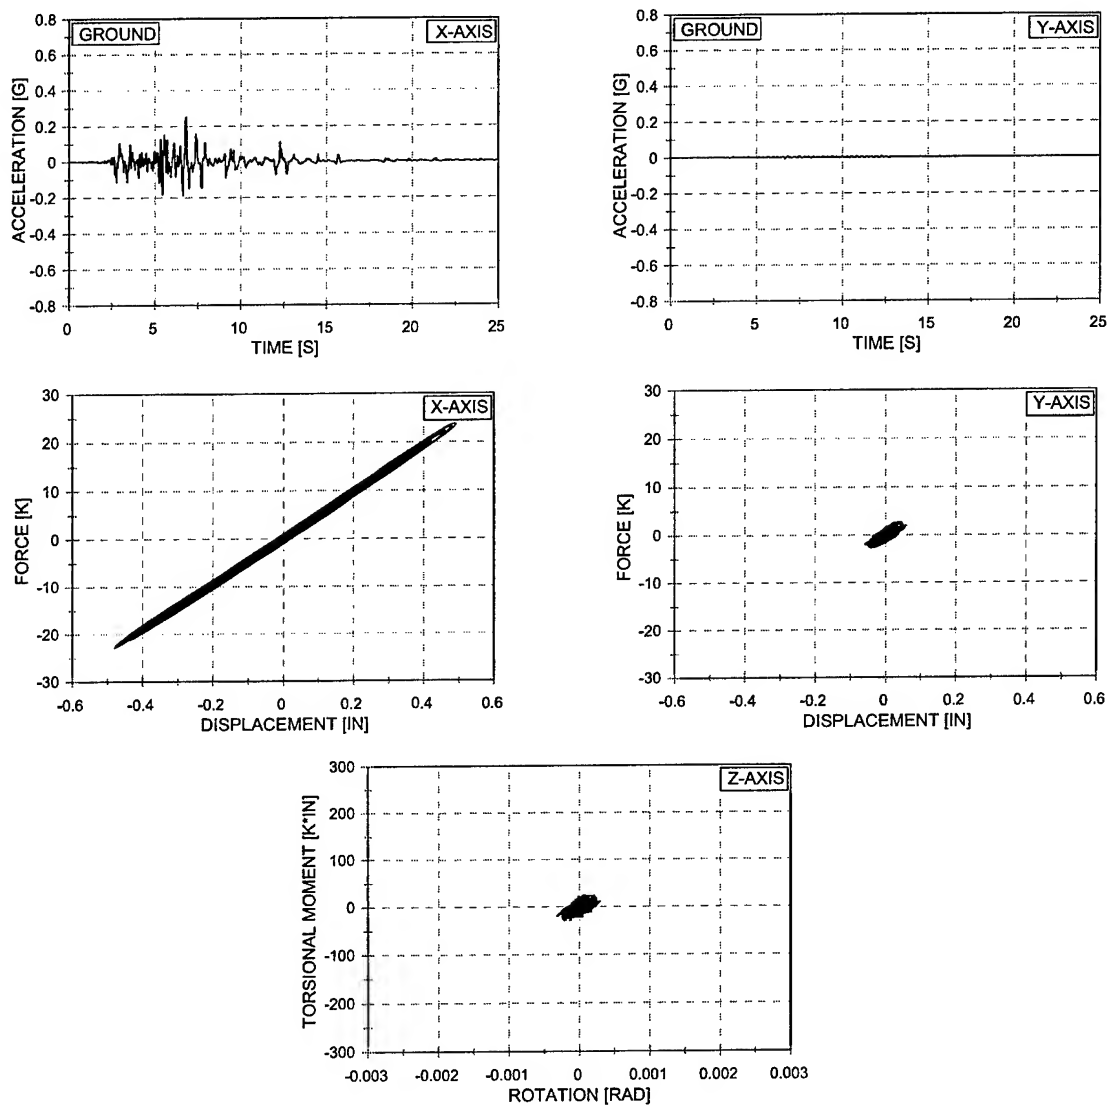 GROUND
X-AXIS
0.8
0.6
0.4
0.2
0
-0.2
-0.4
-0.6
-0.8
ACCELERATION [G]
0 5 10 15 20 25
TIME [S]
GROUND
Y-AXIS
0.8
0.6
0.4
0.2
0
-0.2
-0.4
-0.6
-0.8
ACCELERATION [G]
0 5 10 15 20 25
TIME [S]
X-AXIS
30
20
10
0
-10
-20
-30
FORCE [K]
-0.6 -0.4 -0.2 0 0.2 0.4 0.6
DISPLACEMENT [IN]
Y-AXIS
30
20
10
0
-10
-20
-30
FORCE [K]
-0.6 -0.4 -0.2 0 0.2 0.4 0.6
DISPLACEMENT [IN]
Z-AXIS
300
200
100
0
-100
-200
-300
TORSIONAL MOMENT [K*IN]
-0.003 -0.002 -0.001 0 0.001 0.002 0.003
ROTATION [RAD]